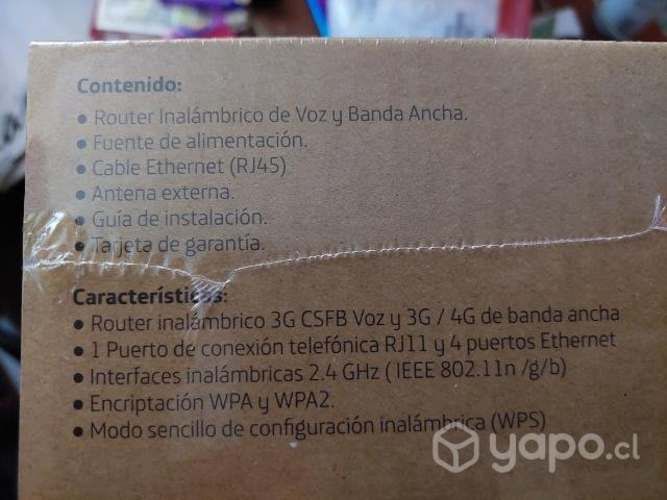 Contenido:
• Router Inalámbrico de Voz y Banda Ancha.
• Fuente de alimentación.
• Cable Ethernet (RJ45)
• Antena externa.
• Guía de instalación.
• Tarjeta de garantía.
Características:
• Router inalámbrico 3G CSFB Voz y 3G / 4G de banda ancha
• 1 Puerto de conexión telefónica RJ11 y 4 puertos Ethernet
• Interfaces inalámbricas 2.4 GHz ( IEEE 802.11n /g/b)
• Encriptación WPA y WPA2.
• Modo sencillo de configuración inalámbrica (WPS)
yapo.cl